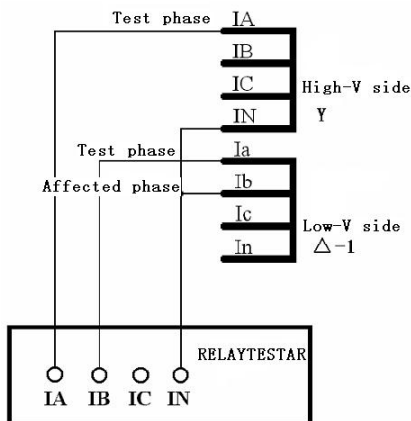 Test phase IA
IB
IC
High-V side
IN
Y
Test phase
Ia
Affected phase
Ib
Ic
Low-V side
In
△-1
RELAYTESTAR
IA IB IC IN